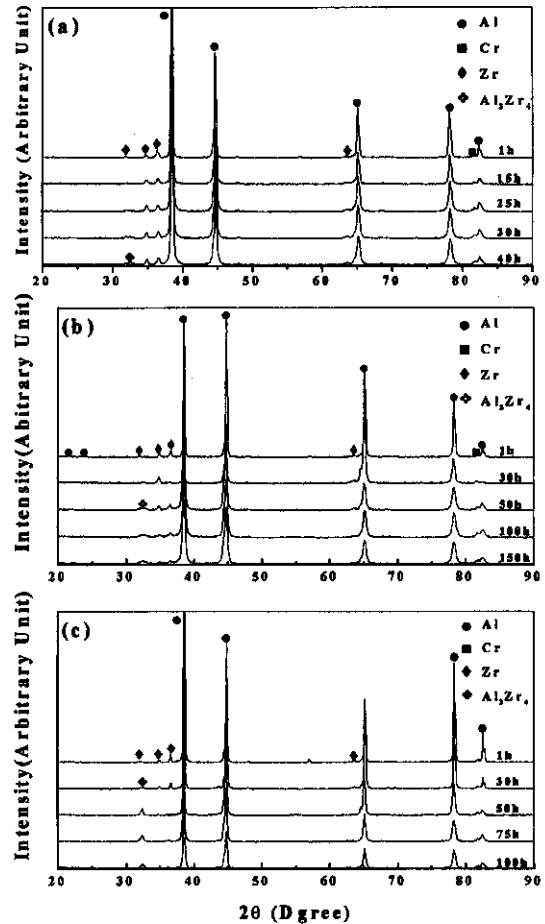 (a)
Intensity (Arbitrary Unit)
Al
Cr
Zr
Al₃Zr₄
1h
15h
25h
30h
40h
20 30 40 50 60 70 80 90
(b)
Intensity(Abitrary Unit)
Al
Cr
Zr
Al₃Zr₄
1h
30h
50h
100h
150h
20 30 40 50 60 70 80 90
(c)
Intensity(Arbitrary Unit)
Al
Cr
Zr
Al₃Zr₄
1h
30h
50h
75h
100h
20 30 40 50 60 70 80 90
2θ (Dgree)